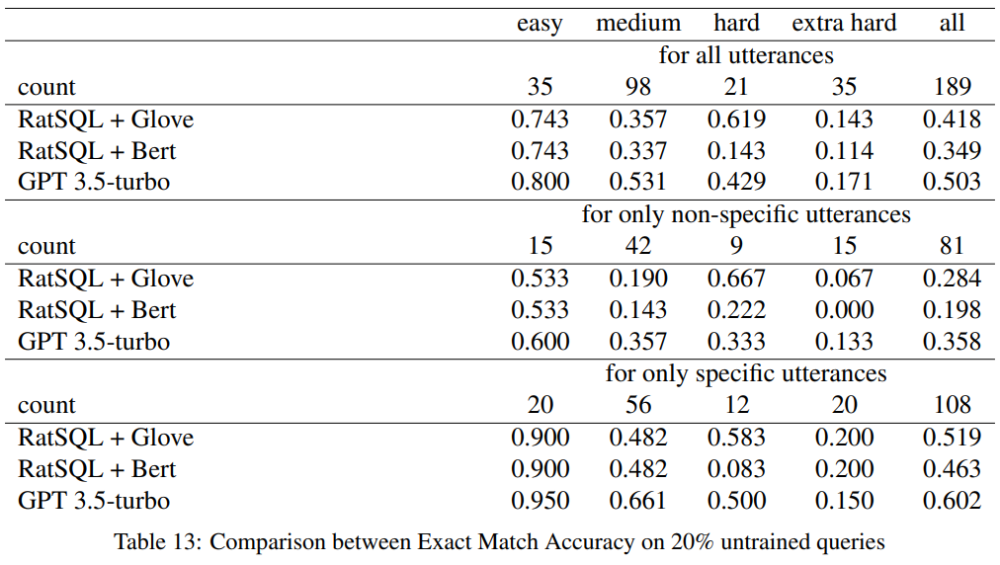 easy medium hard extra hard all
for all utterances
count 35 98 21 35 189
RatSQL + Glove 0.743 0.357 0.619 0.143 0.418
RatSQL + Bert 0.743 0.337 0.143 0.114 0.349
GPT 3.5-turbo 0.800 0.531 0.429 0.171 0.503
for only non-specific utterances
count 15 42 9 15 81
RatSQL + Glove 0.533 0.190 0.667 0.067 0.284
RatSQL + Bert 0.533 0.143 0.222 0.000 0.198
GPT 3.5-turbo 0.600 0.357 0.333 0.133 0.358
for only specific utterances
count 20 56 12 20 108
RatSQL + Glove 0.900 0.482 0.583 0.200 0.519
RatSQL + Bert 0.900 0.482 0.083 0.200 0.463
GPT 3.5-turbo 0.950 0.661 0.500 0.150 0.602
Table 13: Comparison between Exact Match Accuracy on 20% untrained queries